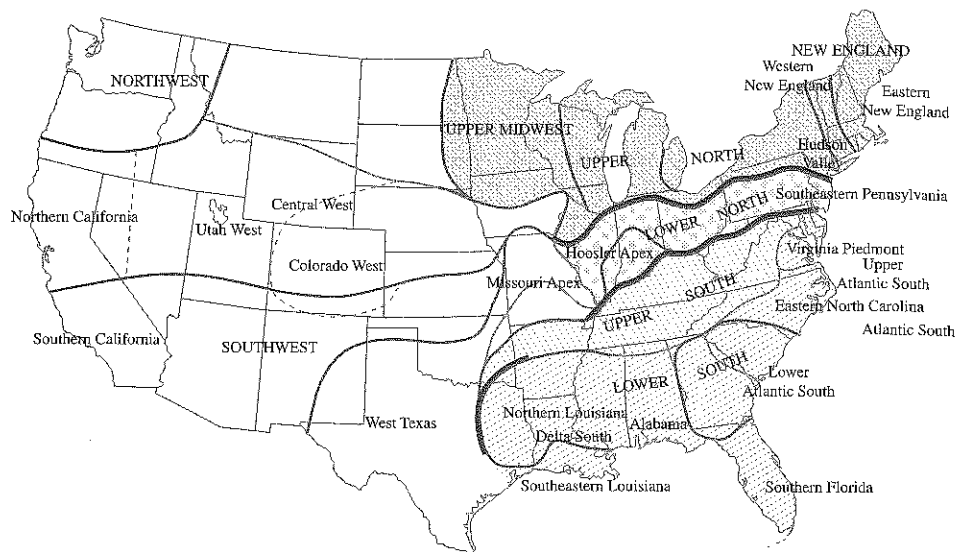 NEW ENGLAND
Western
New England
Eastern
New England
NORTHWEST
UPPER MIDWEST
UPPER
NORTH
Hudson
Valley
Southeastern Pennsylvania
Northern California
Central West
Utah West
LOWER
NORTH
Hoosier Apex
Virginia Piedmont
Upper
Atlantic South
Colorado West
Missouri Apex
UPPER
SOUTH
Eastern North Carolina
Atlantic South
Southern California
SOUTHWEST
LOWER
SOUTH
Lower
Atlantic South
West Texas
Northern Louisiana
Alabama
Delta South
Southeastern Louisiana
Southern Florida